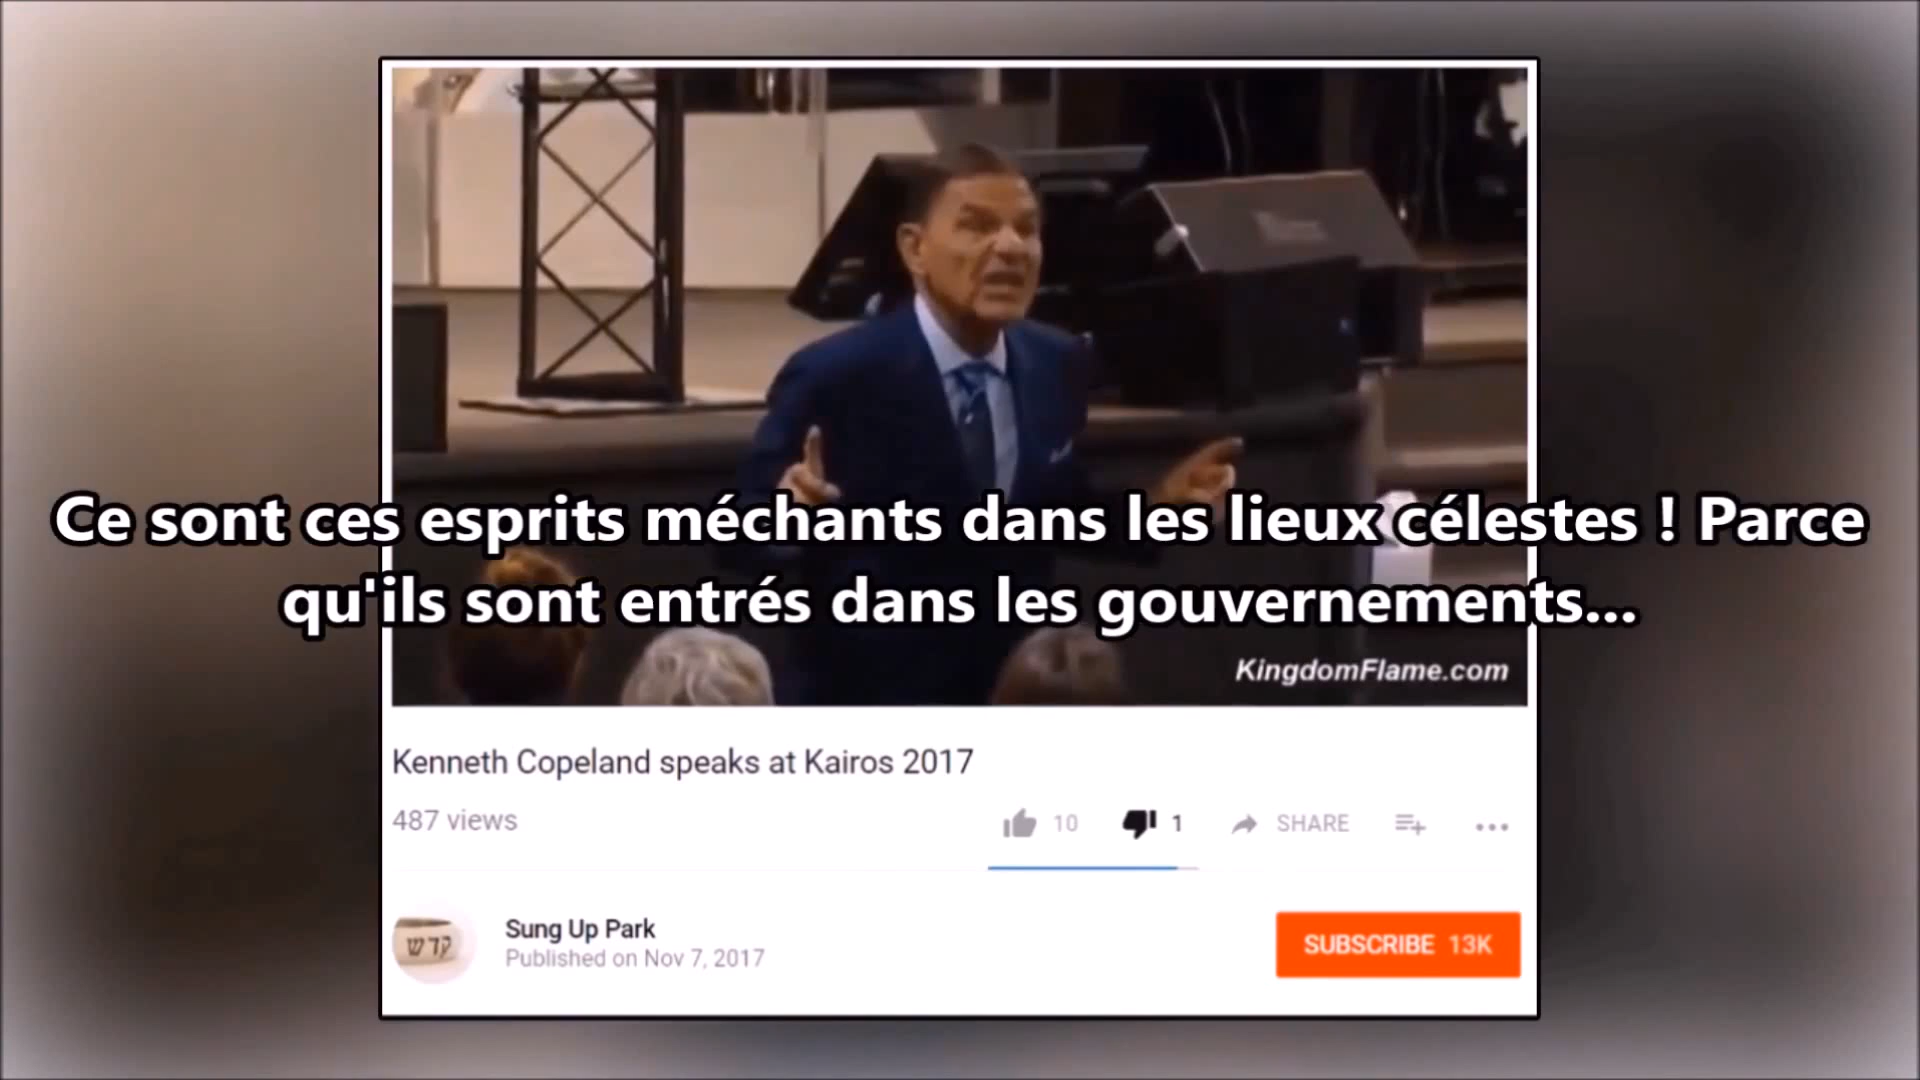 Ce sont ces esprits méchants dans les lieux célestes ! Parce
qu'ils sont entrés dans les gouvernements...
KingdomFlame.com
Kenneth Copeland speaks at Kairos 2017
487 views
10 1 SHARE
קדש
Sung Up Park
Published on Nov 7, 2017
SUBSCRIBE 13K